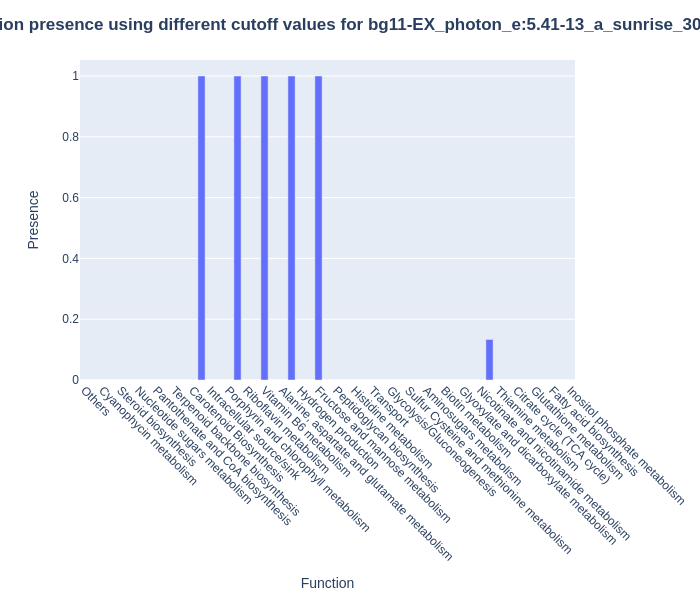 ion presence using different cutoff values for bg11-EX_photon_e:5.41-13_a_sunrise_30
Presence
1
0.8
0.6
0.4
0.2
0
Others
Cyanophycin metabolism
Steroid biosynthesis
Nucleotide sugars metabolism
Pantothenate and CoA biosynthesis
Terpenoid backbone biosynthesis
Carotenoid Biosynthesis
Intracellular source/sink
Porphyrin and chlorophyll metabolism
Riboflavin metabolism
Vitamin B6 metabolism
Alanine, aspartate and glutamate metabolism
Hydrogen production
Fructose and mannose metabolism
Peptidoglycan biosynthesis
Histidine metabolism
Transport
Glycolysis/Gluconeogenesis
Sulfur Cysteine and methionine metabolism
Aminosugars metabolism
Biotin metabolism
Glyoxylate and dicarboxylate metabolism
Nicotinate and nicotinamide metabolism
Thiamine metabolism
Citrate cycle (TCA cycle)
Glutathione metabolism
Fatty acid biosynthesis
Inositol phosphate metabolism
Function